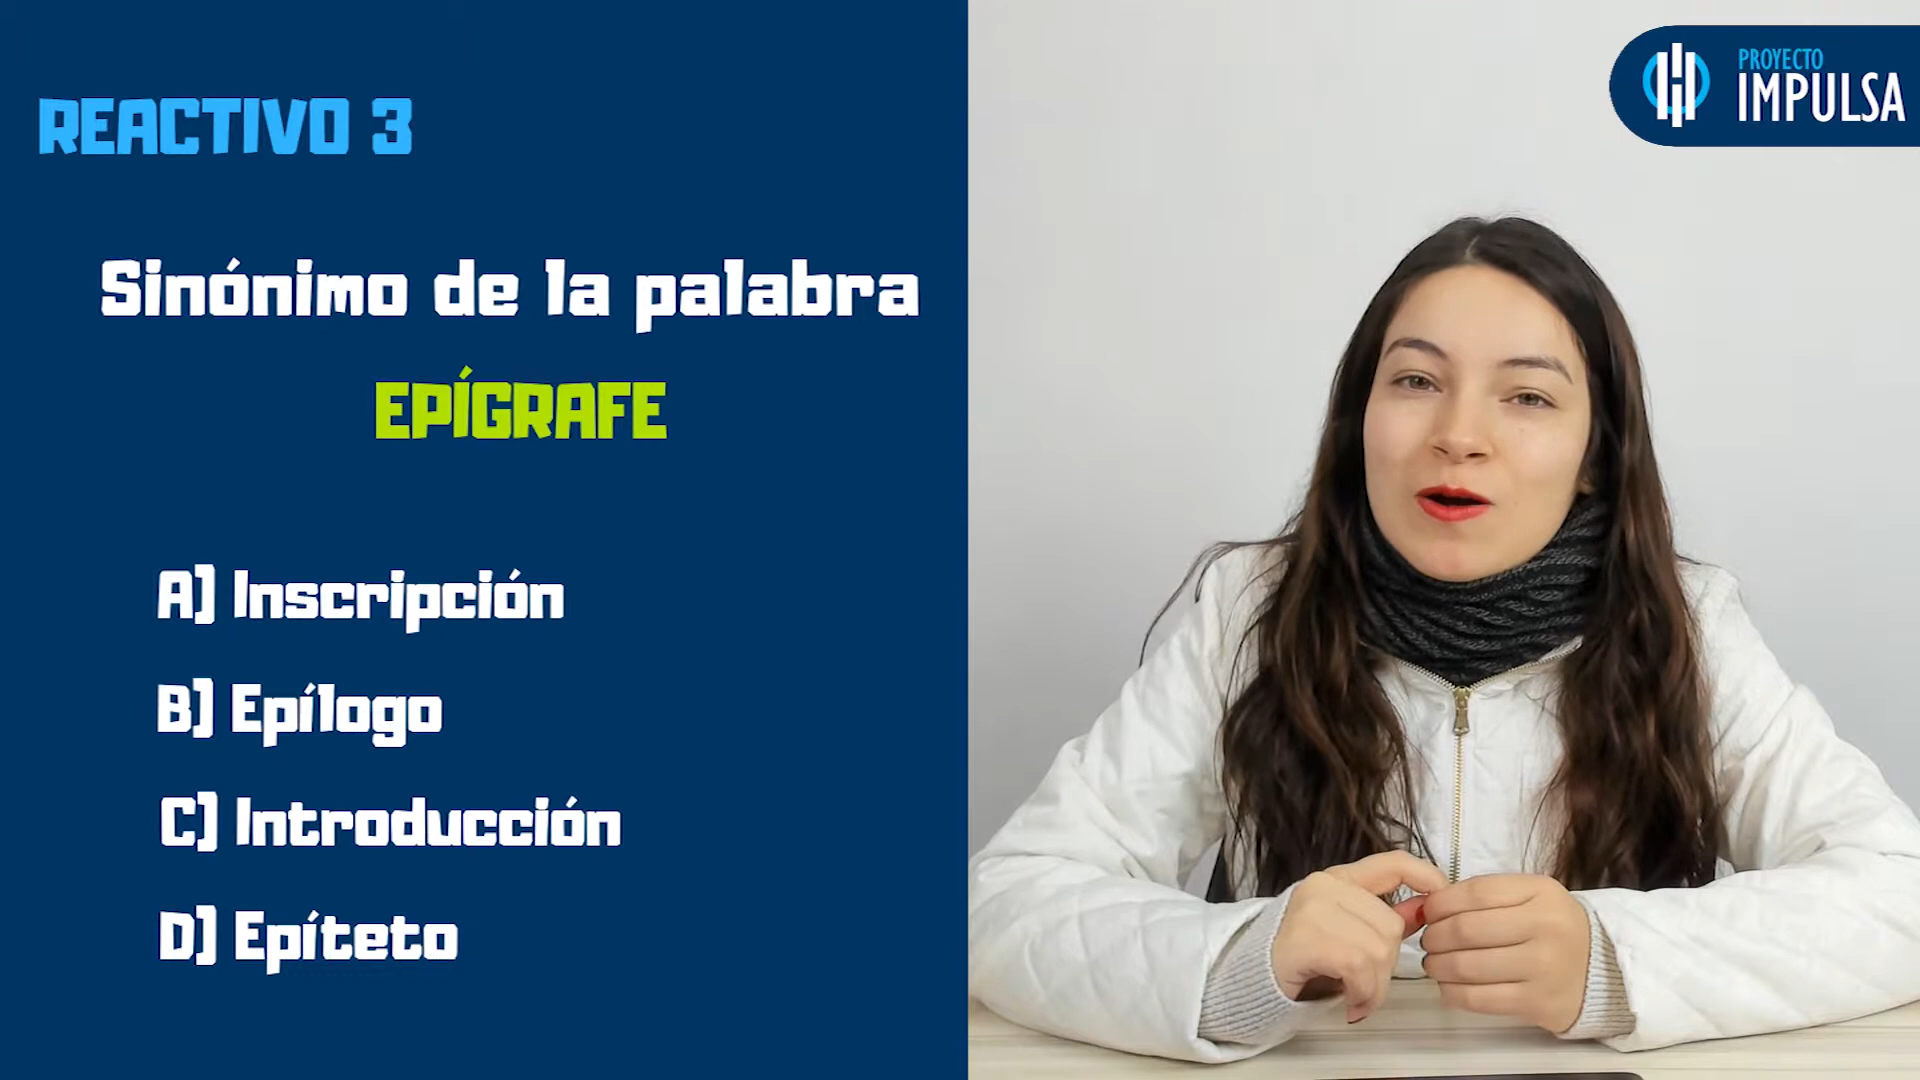 REACTIVO 3
Sinónimo de la palabra
EPÍGRAFE
A) Inscripción
B) Epílogo
C) Introducción
D) Epíteto
PROYECTO
IMPULSA